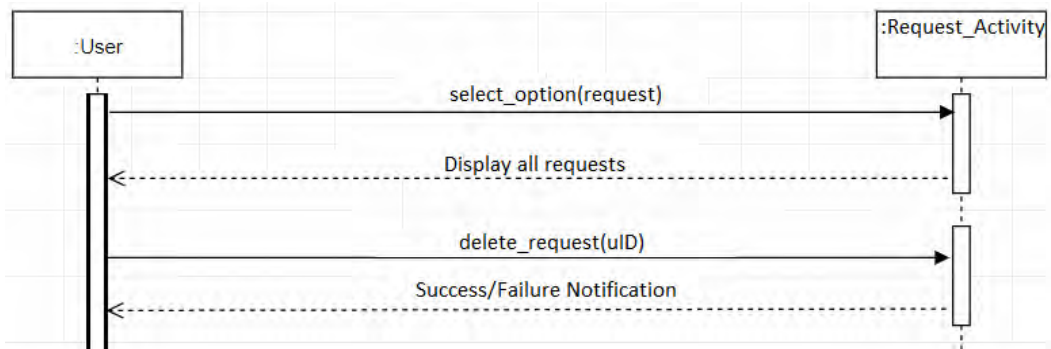 :User
:Request_Activity
select_option(request)
Display all requests
delete_request(uID)
Success/Failure Notification